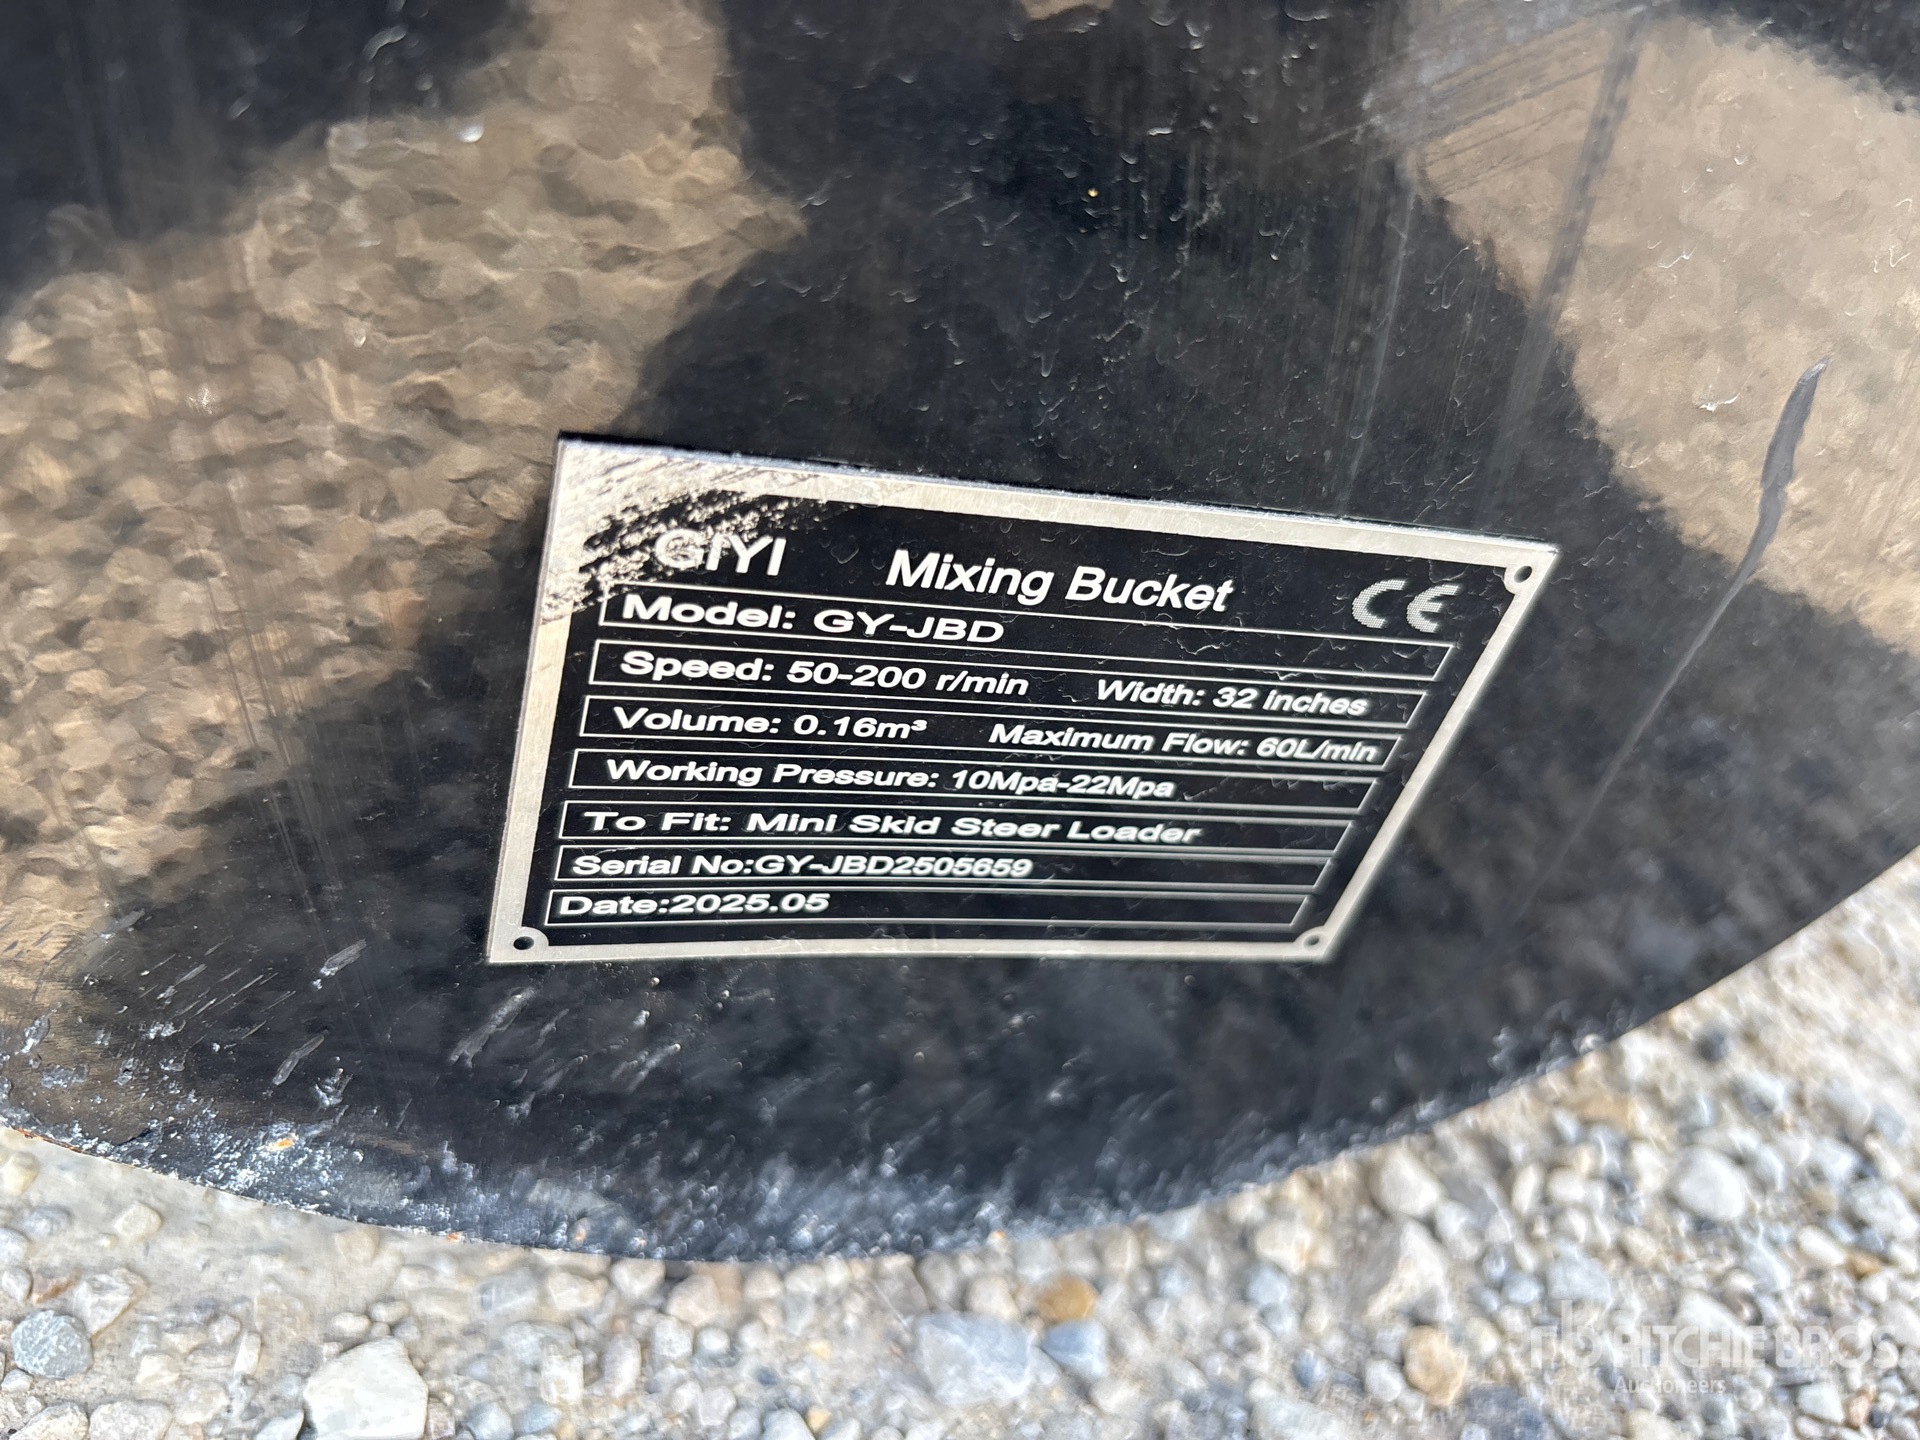 GIYI Mixing Bucket CE
Model: GY-JBD
Speed: 50-200 r/min Width: 32 inches
Volume: 0.16m³ Maximum Flow: 60L/min
Working Pressure: 10Mpa-22Mpa
To Fit: Mini Skid Steer Loader
Serial No:GY-JBD2505659
Date:2025.05
rb RITCHIE BROS.
Auctioneers